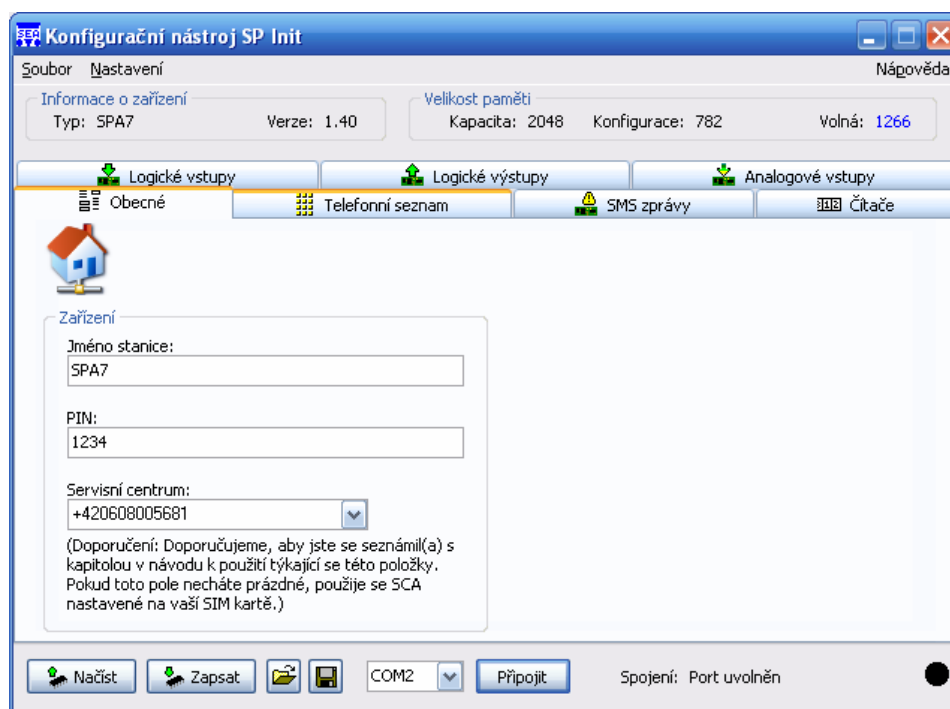 Konfigurační nástroj SP Init
Soubor Nastavení Nápověda
Informace o zařízení
Typ: SPA7 Verze: 1.40
Velikost paměti
Kapacita: 2048 Konfigurace: 782 Volná: 1266
Logické vstupy Logické výstupy Analogové vstupy
Obecné Telefonní seznam SMS zprávy Čítače
Zařízení
Jméno stanice:
SPA7
PIN:
1234
Servisní centrum:
+420608005681
(Doporučení: Doporučujeme, aby jste se seznámil(a) s
kapitolou v návodu k použití týkající se této položky.
Pokud toto pole necháte prázdné, použije se SCA
nastavené na vaší SIM kartě.)
Načíst Zapsat COM2 Připojit Spojení: Port uvolněn